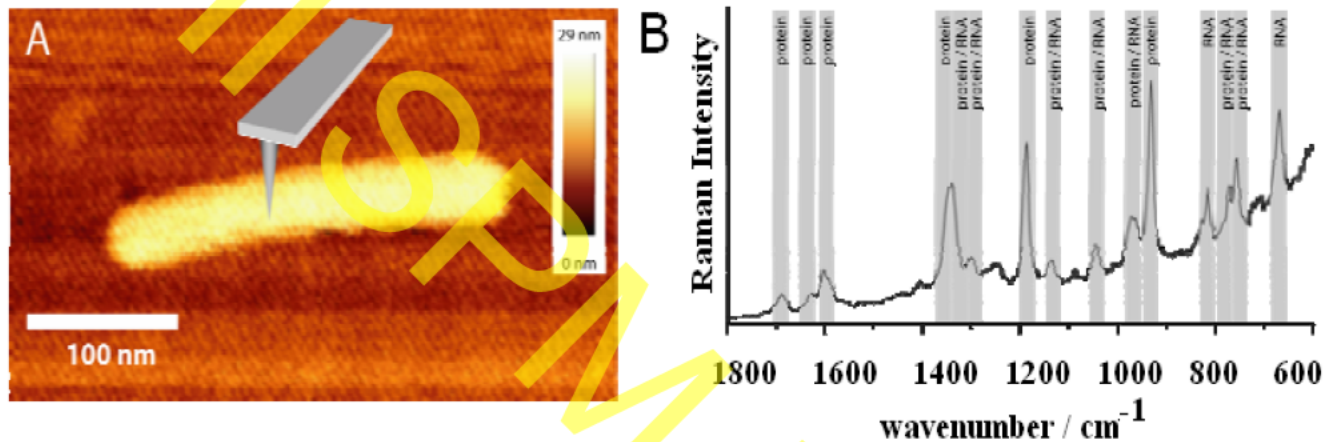 A
29 nm
0 nm
100 nm
B
Raman Intensity
protein
protein
protein
protein
protein / RNA
protein / RNA
protein
protein / RNA
protein / RNA
protein / RNA
protein
RNA
protein / RNA
protein / RNA
RNA
1800 1600 1400 1200 1000 800 600
wavenumber / cm-1
ISPM